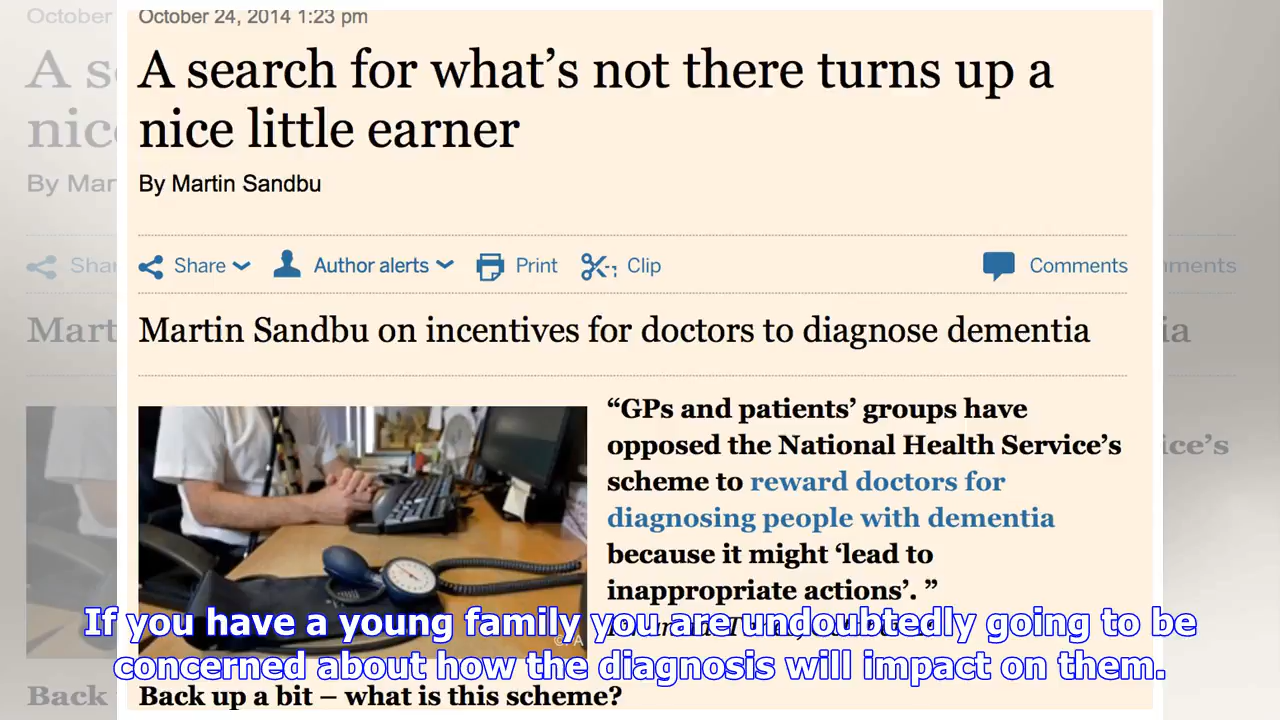 October 24, 2014 1:23 pm
A search for what's not there turns up a
nice little earner
By Martin Sandbu
Share
Author alerts
Print
Clip
Comments
Martin Sandbu on incentives for doctors to diagnose dementia
“GPs and patients’ groups have
opposed the National Health Service’s
scheme to reward doctors for
diagnosing people with dementia
because it might ‘lead to
inappropriate actions’. ”
If you have a young family you are undoubtedly going to be
concerned about how the diagnosis will impact on them.
Back up a bit – what is this scheme?